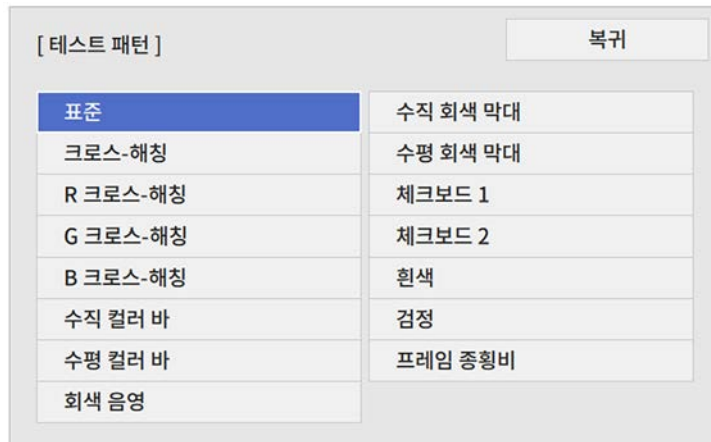 [ 테스트 패턴 ]
복귀
표준
크로스-해칭
R 크로스-해칭
G 크로스-해칭
B 크로스-해칭
수직 컬러 바
수평 컬러 바
회색 음영
수직 회색 막대
수평 회색 막대
체크보드 1
체크보드 2
흰색
검정
프레임 종횡비